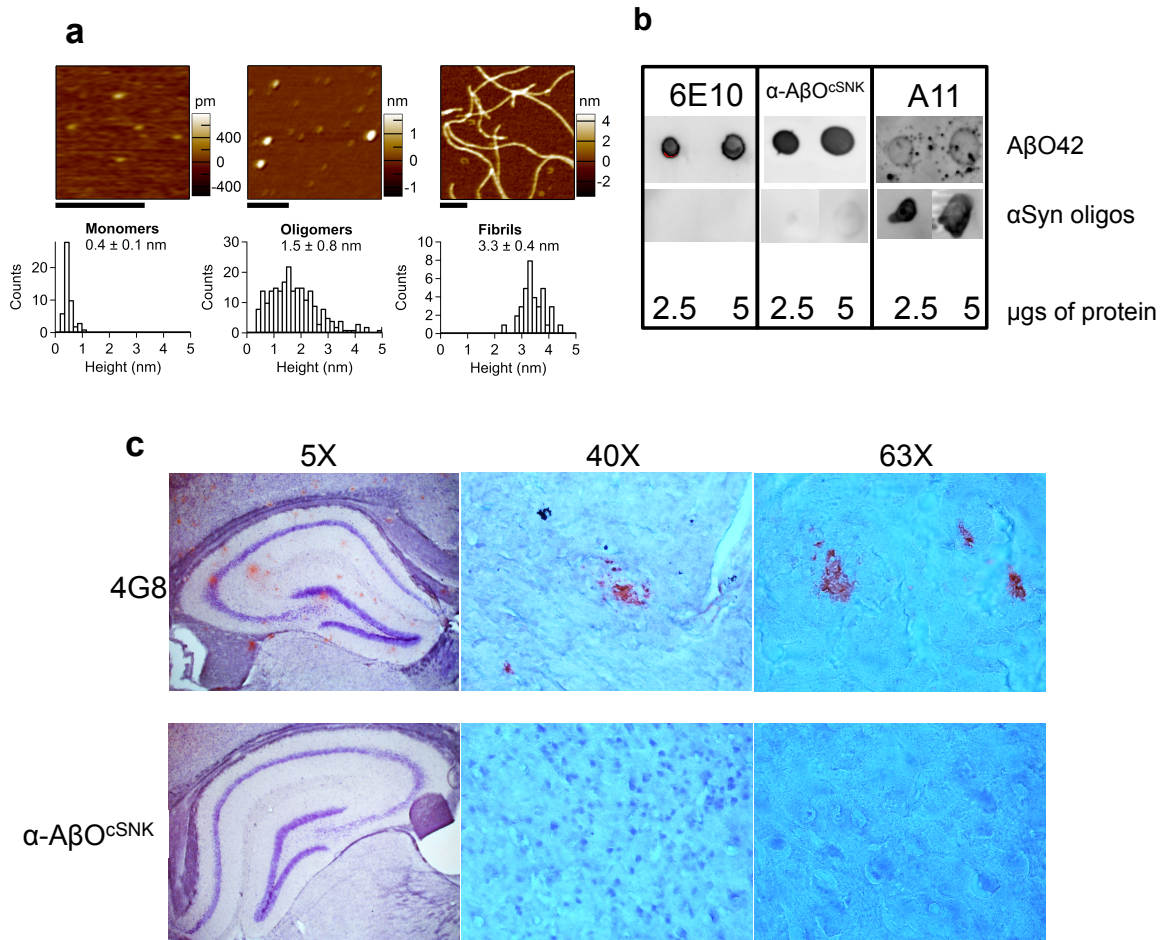 a
pm
400
0
-400
nm
1
0
-1
nm
4
2
0
-2
Monomers
0.4 ± 0.1 nm
Counts
20
10
0
0 1 2 3 4 5
Height (nm)
Oligomers
1.5 ± 0.8 nm
Counts
30
20
10
0
0 1 2 3 4 5
Height (nm)
Fibrils
3.3 ± 0.4 nm
Counts
10
8
6
4
2
0
0 1 2 3 4 5
Height (nm)
b
6E10 α-AβOcSNK A11
AβO42
αSyn oligos
2.5 5 2.5 5 2.5 5 μgs of protein
c
5X 40X 63X
4G8
α-AβOcSNK